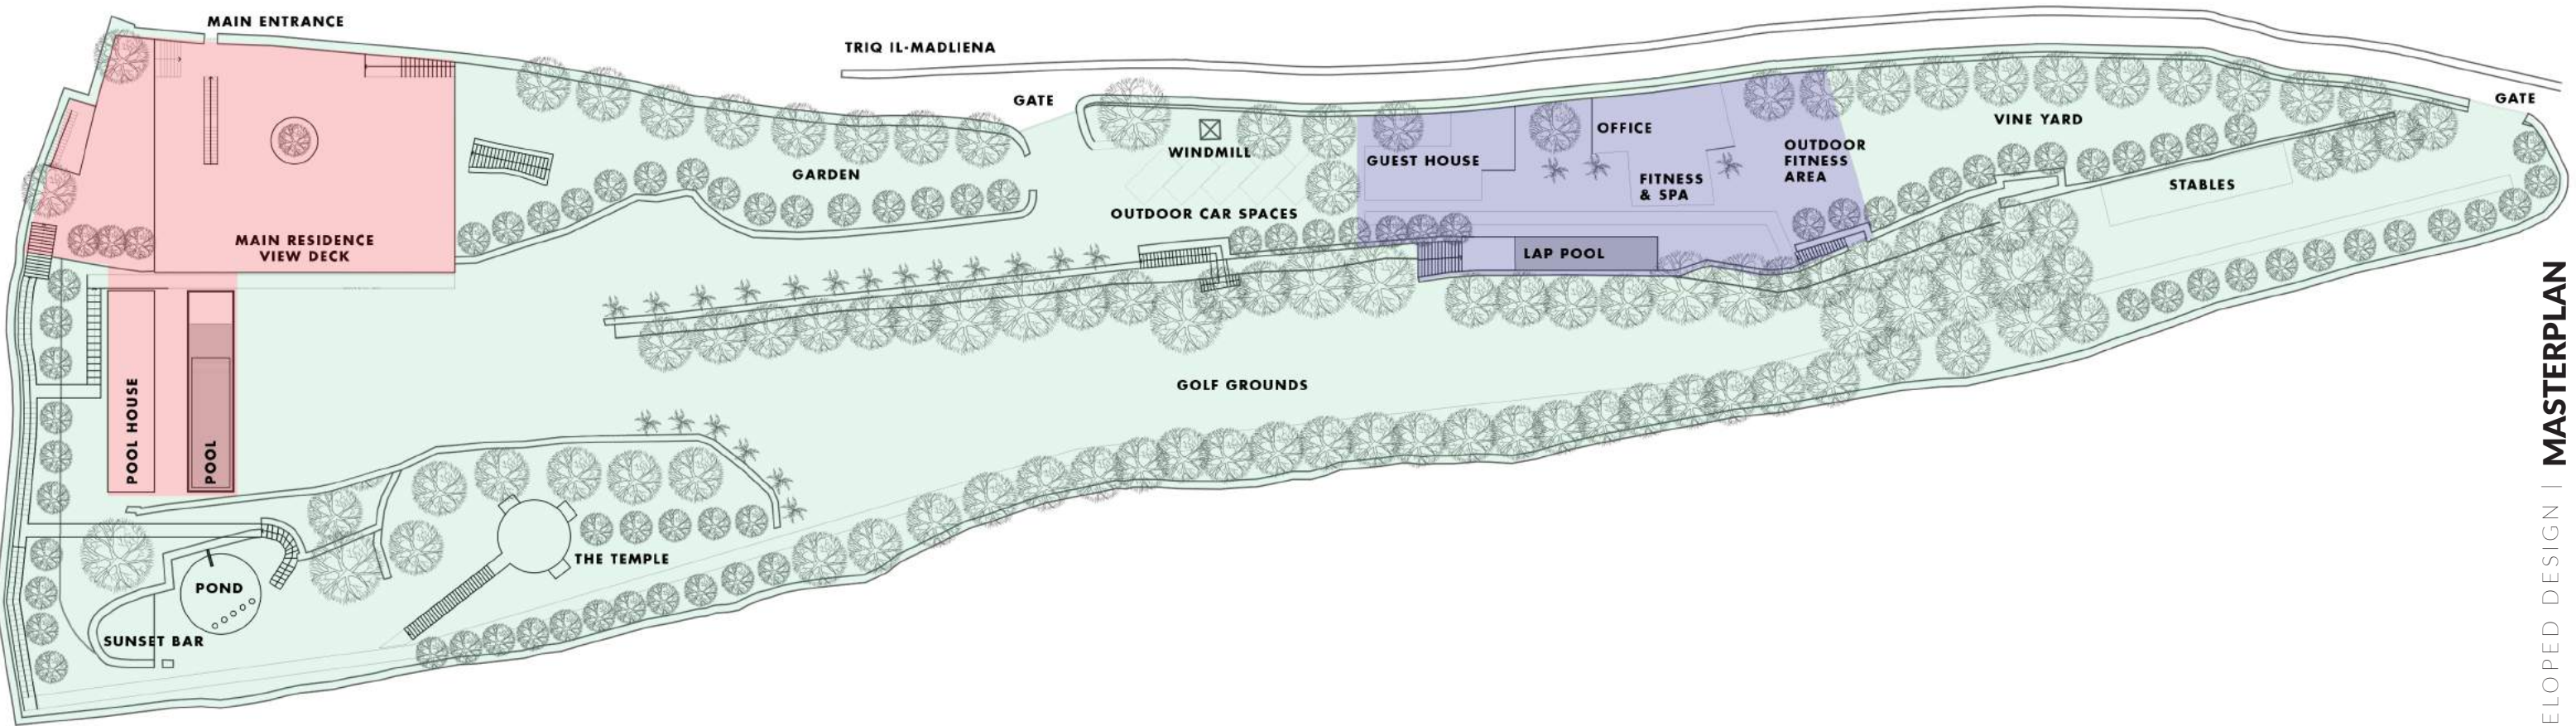 MAIN ENTRANCE
TRIQ IL-MADLIENA
GATE
GATE
WINDMILL
GARDEN
OUTDOOR CAR SPACES
GUEST HOUSE
OFFICE
FITNESS
& SPA
OUTDOOR
FITNESS
AREA
VINE YARD
STABLES
MAIN RESIDENCE
VIEW DECK
LAP POOL
GOLF GROUNDS
POOL HOUSE
POOL
THE TEMPLE
POND
SUNSET BAR
ELOPED DESIGN | MASTERPLAN